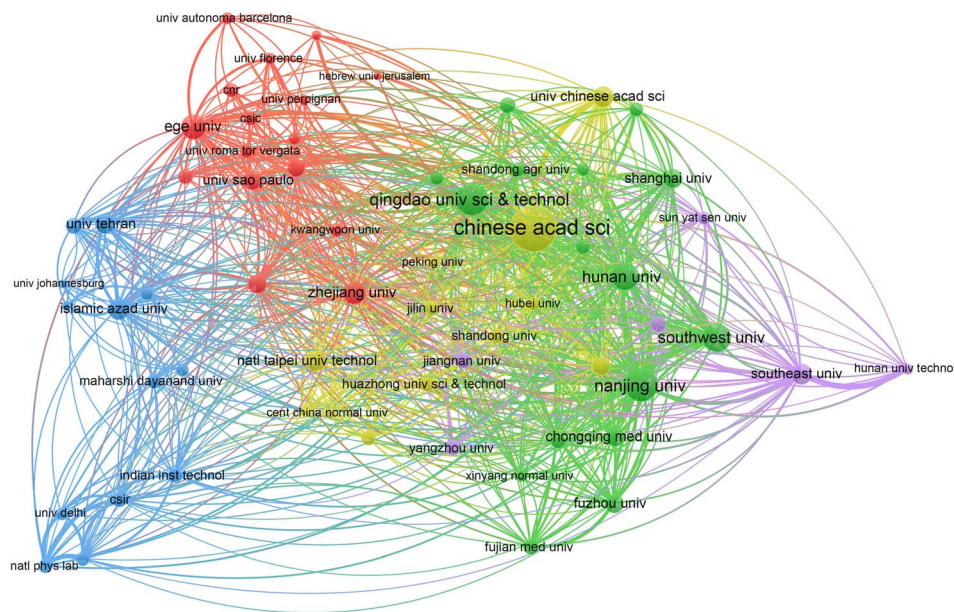 univ autonoma barcelona
univ florence
hebrew univ jerusalem
cnr
univ perpignan
univ chinese acad sci
csic
ege univ
univ roma tor vergata
shandong agr univ
univ sao paulo
shanghai univ
qingdao univ sci & technol
sun yat sen univ
univ tehran
chinese acad sci
kwangwoon univ
peking univ
univ johannesburg
hunan univ
zhejiang univ
islamic azad univ
jilin univ
hubei univ
shandong univ
southwest univ
natl taipei univ technol
jiangnan univ
hunan univ techno
southeast univ
maharshi dayanand univ
huazhong univ sci & technol
nanjing univ
cent china normal univ
chongqing med univ
yangzhou univ
indian inst technol
xinyang normal univ
csir
fuzhou univ
univ delhi
fujian med univ
natl phys lab